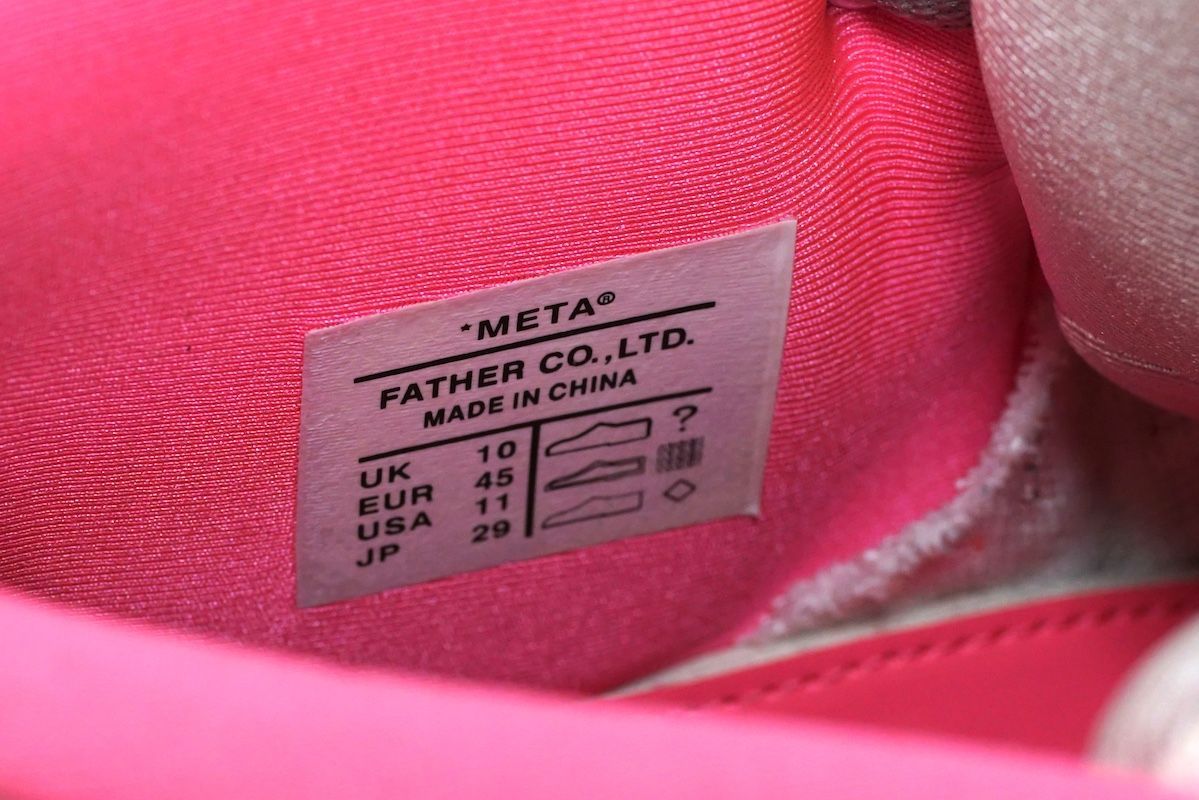 *META®
FATHER CO.,LTD.
MADE IN CHINA
UK 10
EUR 45
USA 11
JP 29
?